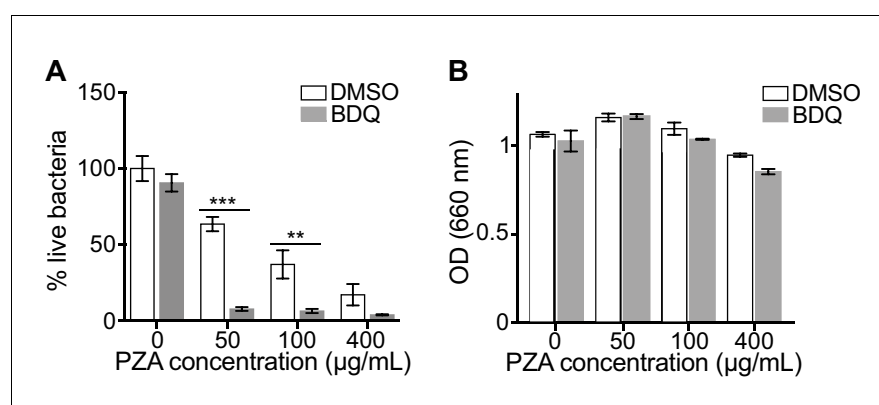 A
B
150
DMSO
BDQ
100
***
**
50
0
% live bacteria
0
50
100
400
PZA concentration (µg/mL)
DMSO
BDQ
1
0.5
0
OD (660 nm)
0
50
100
400
PZA concentration (µg/mL)